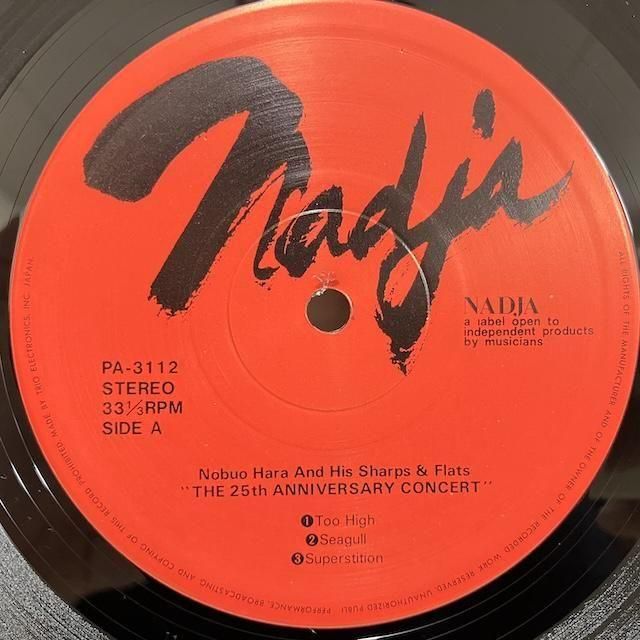 Nadja
NADJA
a label open to
independent products
by musicians
PA-3112
STEREO
33⅓RPM
SIDE A
Nobuo Hara And His Sharps & Flats
"THE 25th ANNIVERSARY CONCERT"
❶Too High
❷Seagull
❸Superstition
ALL RIGHTS OF THE MANUFACTURER AND OF THE OWNER OF THE RECORDED WORK RESERVED UNAUTHORIZED PUBLI PERFORMANCE, BROADCASTING AND COPYING OF THIS RECORD PROHIBITED. MADE BY TRIO ELECTRONICS, INC. JAPAN.